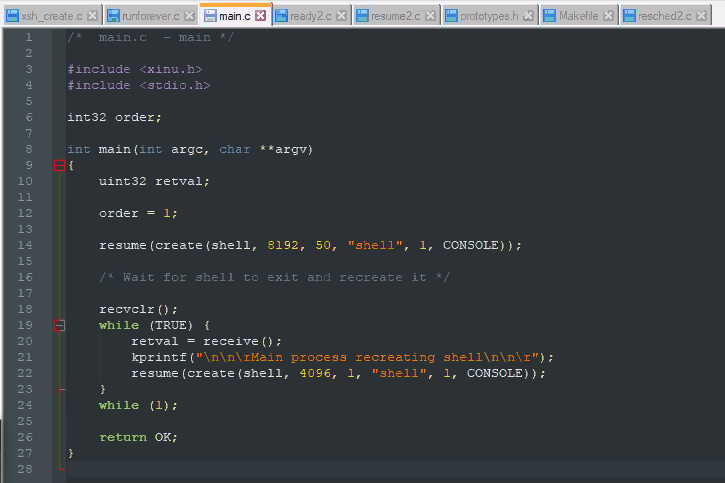 xsh_create.c runforever.c main.c ready2.c resume2.c prototypes.h Makefile resched2.c
1 /*  main.c  - main */
2
3 #include <xinu.h>
4 #include <stdio.h>
5
6 int32 order;
7
8 int main(int argc, char **argv)
9 {
10     uint32 retval;
11
12     order = 1;
13
14     resume(create(shell, 8192, 50, "shell", 1, CONSOLE));
15
16     /* Wait for shell to exit and recreate it */
17
18     recvclr();
19     while (TRUE) {
20         retval = receive();
21         kprintf("\n\n\rMain process recreating shell\n\n\r");
22         resume(create(shell, 4096, 1, "shell", 1, CONSOLE));
23     }
24     while (1);
25
26     return OK;
27 }
28